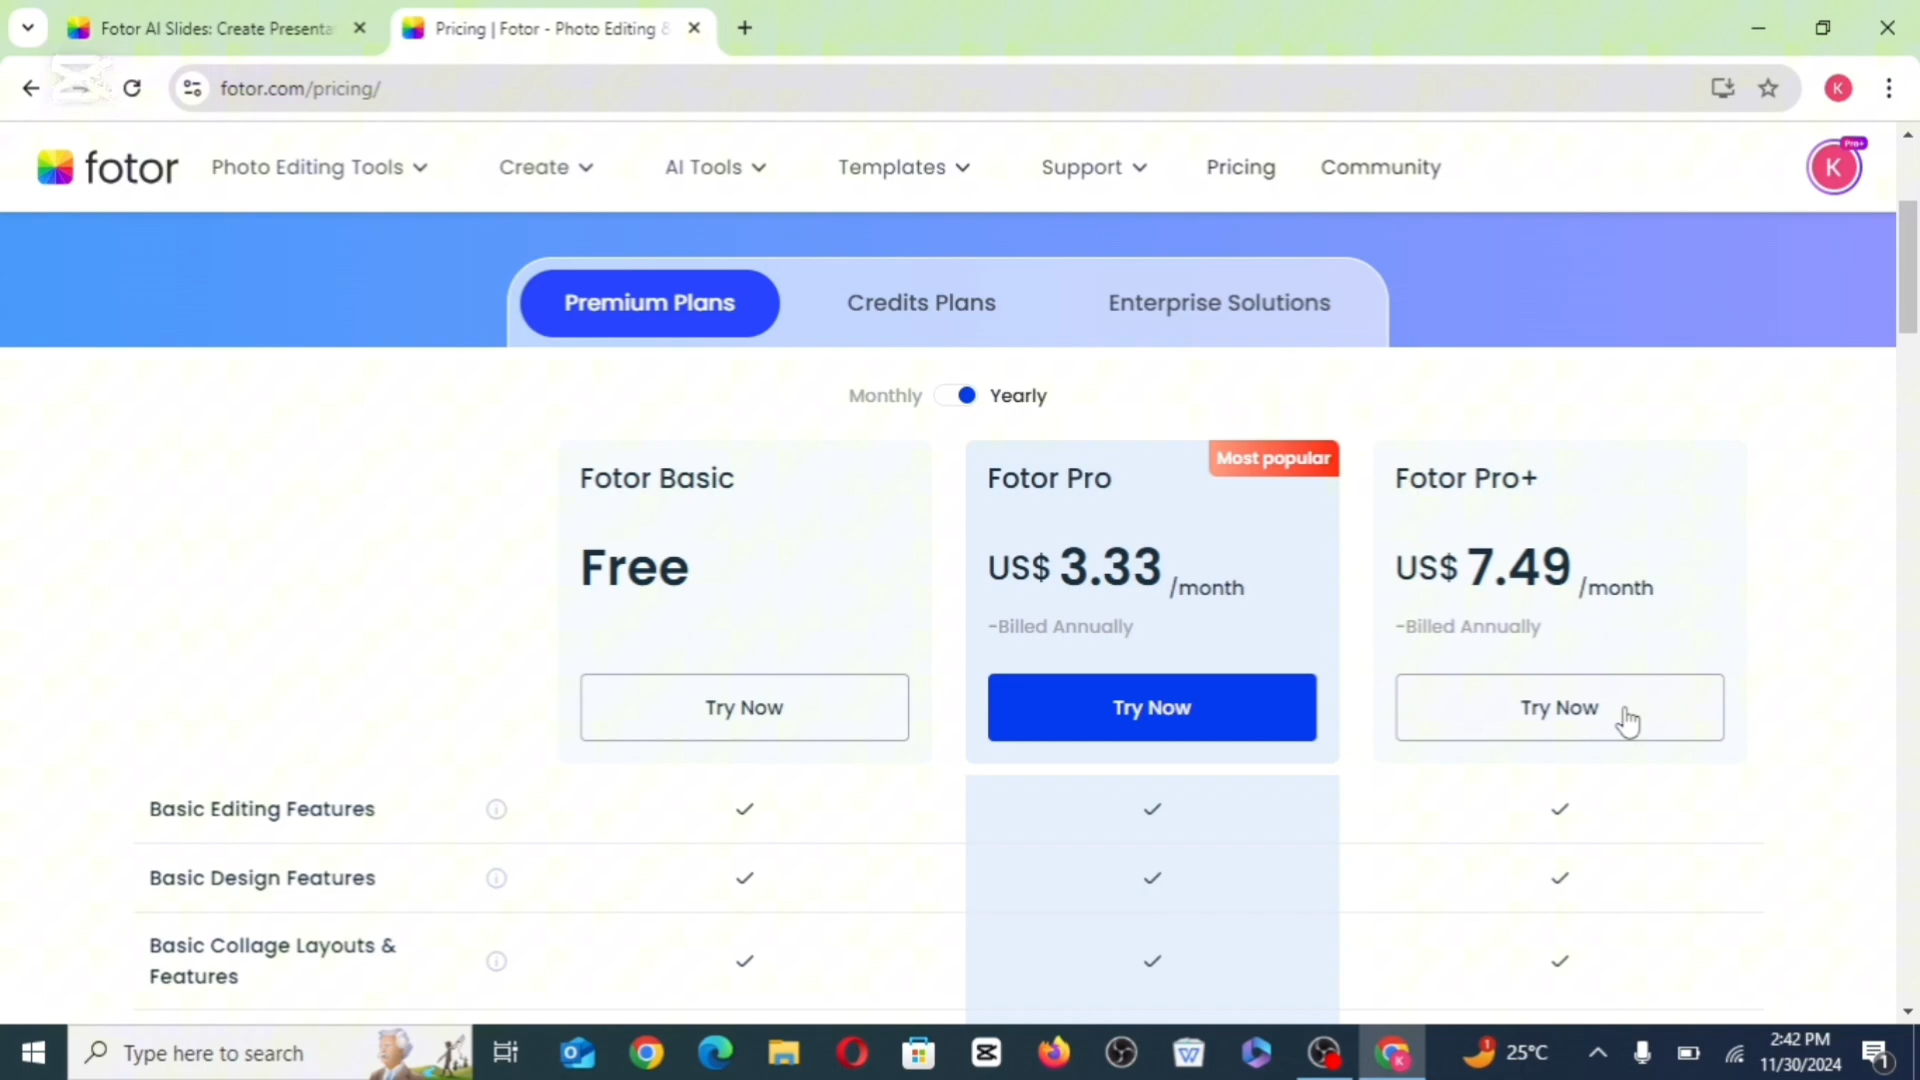 Fotor AI Slides: Create Presenta
Pricing | Fotor - Photo Editing &
fotor.com/pricing/
K
fotor
Photo Editing Tools
Create
AI Tools
Templates
Support
Pricing
Community
Pro+
K
Premium Plans
Credits Plans
Enterprise Solutions
Monthly
Yearly
Fotor Basic
Free
Try Now
Most popular
Fotor Pro
US$ 3.33 /month
-Billed Annually
Try Now
Fotor Pro+
US$ 7.49 /month
-Billed Annually
Try Now
Basic Editing Features
Basic Design Features
Basic Collage Layouts &
Features
Type here to search
1
25°C
2:42 PM
11/30/2024
1